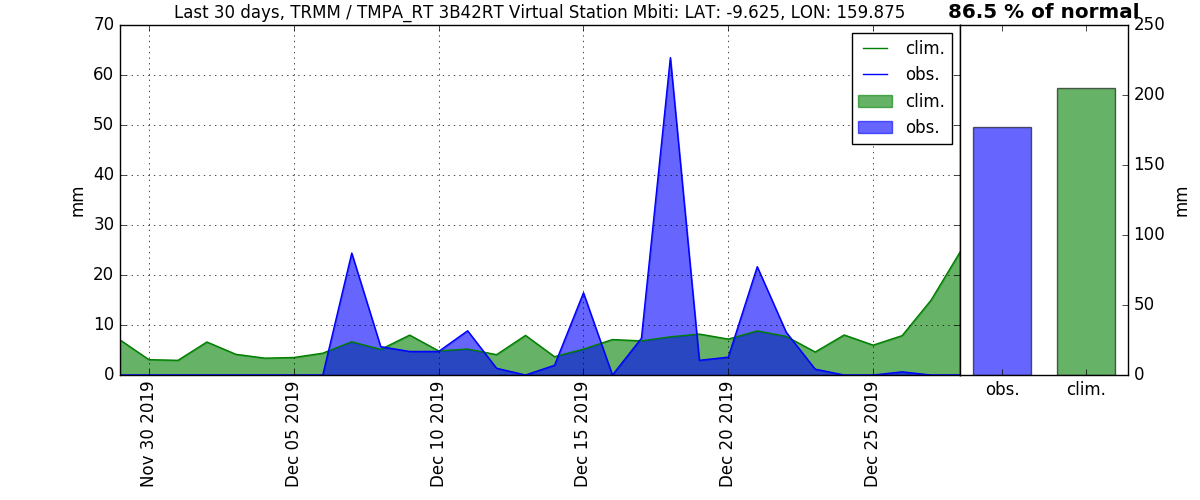 Last 30 days, TRMM / TMPA_RT 3B42RT Virtual Station Mbiti: LAT: -9.625, LON: 159.875
86.5 % of normal
70
60
50
40
30
20
10
0
mm
clim.
obs.
clim.
obs.
Nov 30 2019
Dec 05 2019
Dec 10 2019
Dec 15 2019
Dec 20 2019
Dec 25 2019
250
200
150
100
50
0
mm
obs.
clim.